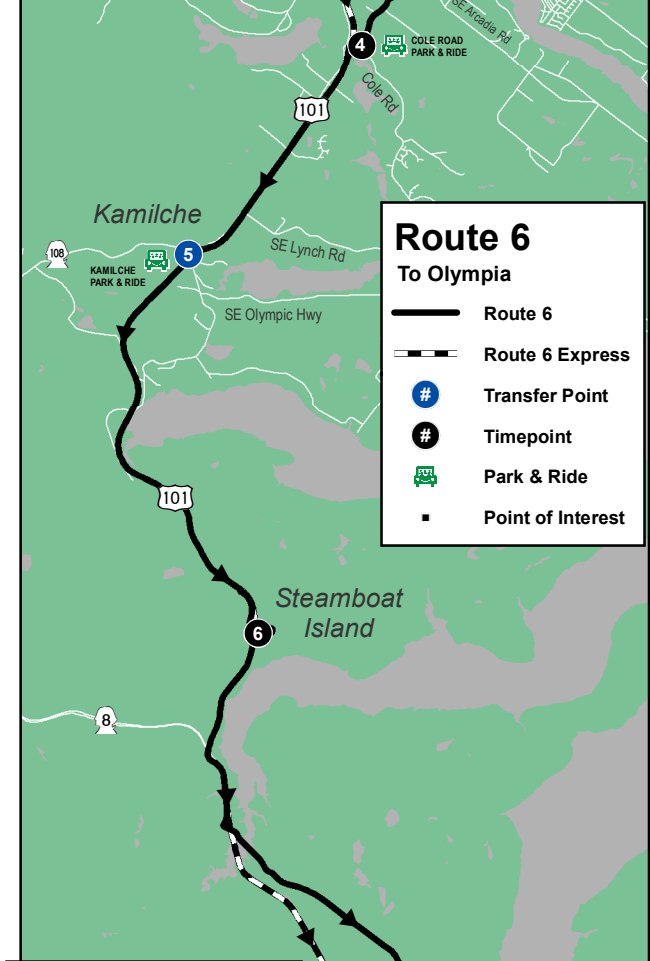 SE Arcadia Rd
4
COLE ROAD
PARK & RIDE
Cole Rd
101
Kamilche
108
5
KAMILCHE
PARK & RIDE
SE Lynch Rd
SE Olympic Hwy
Route 6
To Olympia
Route 6
Route 6 Express
# Transfer Point
# Timepoint
Park & Ride
Point of Interest
101
Steamboat
Island
6
8